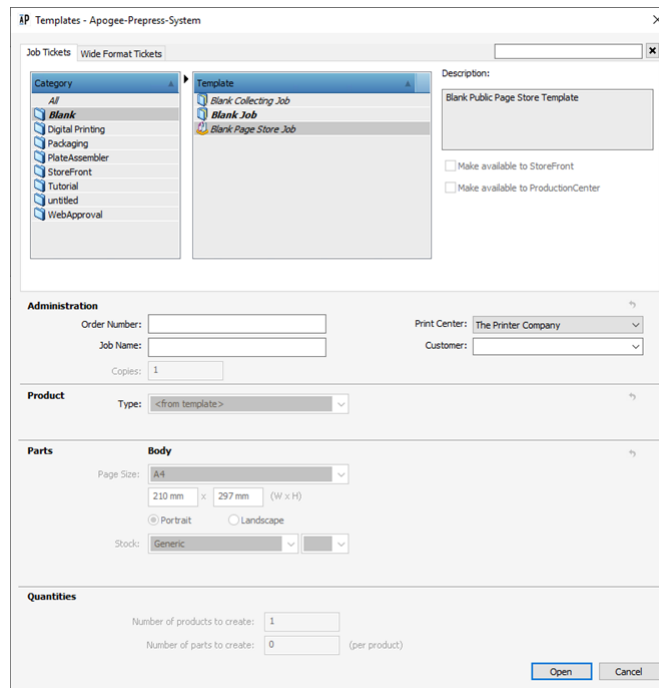 AP Templates - Apogee-Prepress-System
Job Tickets Wide Format Tickets
Category
All
Blank
Digital Printing
Packaging
PlateAssembler
StoreFront
Tutorial
untitled
WebApproval
Template
Blank Collecting Job
Blank Job
Blank Page Store Job
Description:
Blank Public Page Store Template
Make available to StoreFront
Make available to ProductionCenter
Administration
Order Number: Print Center: The Printer Company
Job Name: Customer:
Copies: 1
Product
Type: <from template>
Parts Body
Page Size: A4
210 mm x 297 mm (W x H)
Portrait Landscape
Stock: Generic
Quantities
Number of products to create: 1
Number of parts to create: 0 (per product)
Open Cancel